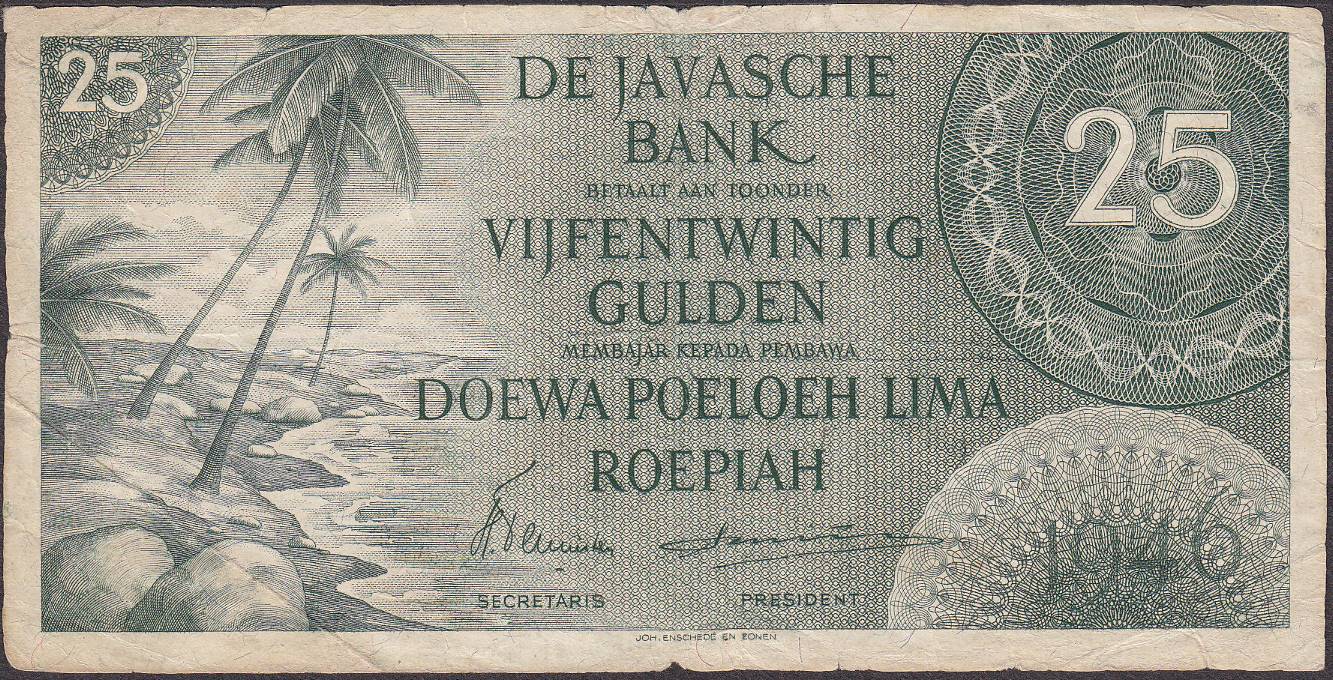 25
DE JAVASCHE
BANK
BETAALT AAN TOONDER
VIJFENTWINTIG
GULDEN
MEMBAJAR KEPADA PEMBAWA
DOEWA POELOEH LIMA
ROEPIAH
25
1946
SECRETARIS PRESIDENT
JOH. ENSCHEDÉ EN ZONEN